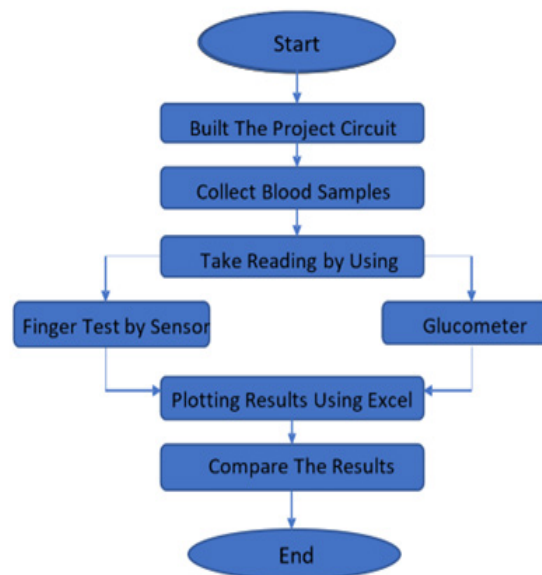 Start
Built The Project Circuit
Collect Blood Samples
Take Reading by Using
Finger Test by Sensor
Glucometer
Plotting Results Using Excel
Compare The Results
End